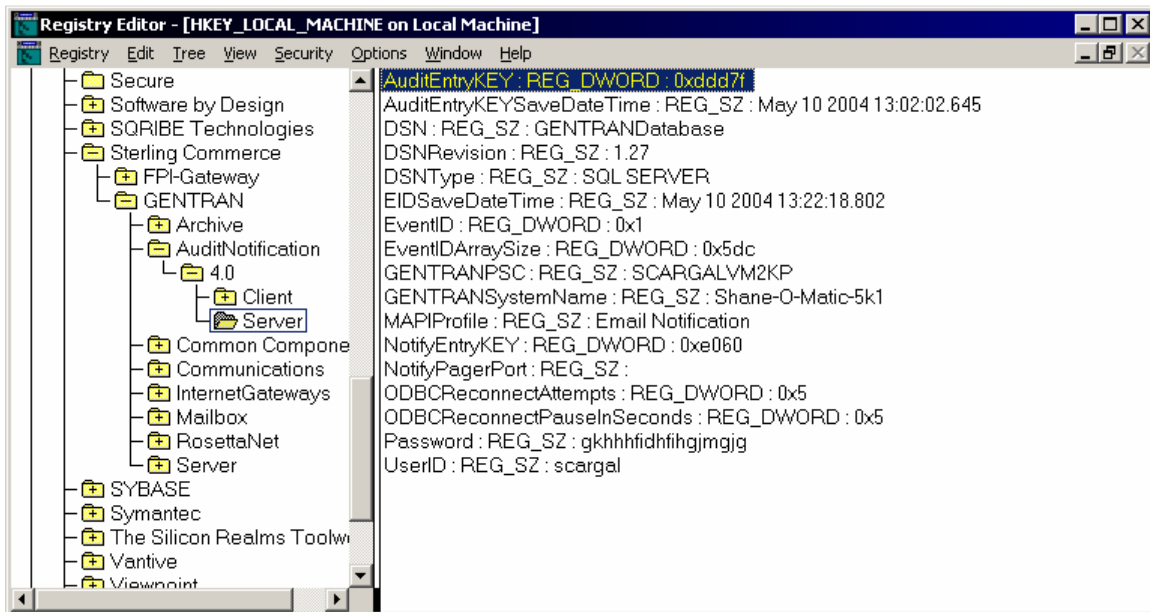 Registry Editor - [HKEY_LOCAL_MACHINE on Local Machine]
Registry Edit Tree View Security Options Window Help
Secure
Software by Design
SQRIBE Technologies
Sterling Commerce
FPI-Gateway
GENTRAN
Archive
AuditNotification
4.0
Client
Server
Common Compone
Communications
InternetGateways
Mailbox
RosettaNet
Server
SYBASE
Symantec
The Silicon Realms Toolw
Vantive
Viewpoint
AuditEntryKEY : REG_DWORD : 0xddd7f
AuditEntryKEYSaveDateTime : REG_SZ : May 10 2004 13:02:02.645
DSN : REG_SZ : GENTRANDatabase
DSNRevision : REG_SZ : 1.27
DSNType : REG_SZ : SQL SERVER
EIDSaveDateTime : REG_SZ : May 10 2004 13:22:18.802
EventID : REG_DWORD : 0x1
EventIDArraySize : REG_DWORD : 0x5dc
GENTRANPSC : REG_SZ : SCARGALVM2KP
GENTRANSystemName : REG_SZ : Shane-O-Matic-5k1
MAPIProfile : REG_SZ : Email Notification
NotifyEntryKEY : REG_DWORD : 0xe060
NotifyPagerPort : REG_SZ :
ODBCReconnectAttempts : REG_DWORD : 0x5
ODBCReconnectPauseInSeconds : REG_DWORD : 0x5
Password : REG_SZ : gkhhhfidhfihgjmgjg
UserID : REG_SZ : scargal